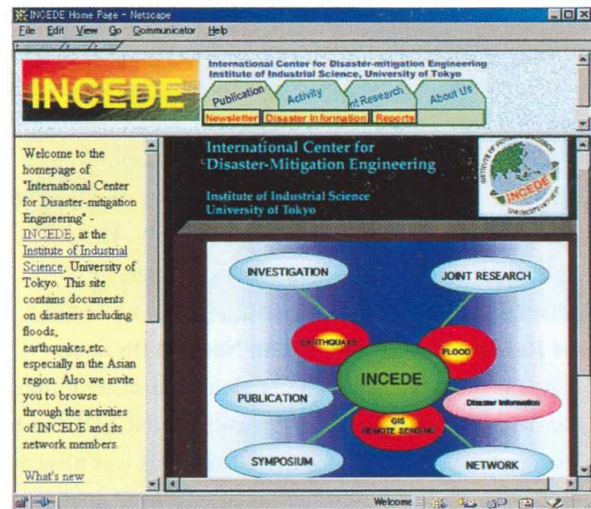 INCEDE Home Page - Netscape
File Edit View Go Communicator Help
INCEDE
International Center for Disaster-mitigation Engineering
Institute of Industrial Science, University of Tokyo
Publication Activity nt Research About Us
Newsletter Disaster Information Reports
Welcome to the
homepage of
"International Center
for Disaster-mitigation
Engineering" -
INCEDE, at the
Institute of Industrial
Science, University of
Tokyo. This site
contains documents
on disasters including
floods,
earthquakes,etc.
especially in the Asian
region. Also we invite
you to browse
through the activities
of INCEDE and its
network members.
What's new
International Center for
Disaster-Mitigation Engineering
Institute of Industrial Science
University of Tokyo
INCEDE
INVESTIGATION
JOINT RESEARCH
EARTHQUAKE
FLOOD
INCEDE
PUBLICATION
Disaster Information
GIS
REMOTE SENSING
SYMPOSIUM
NETWORK
Welcome